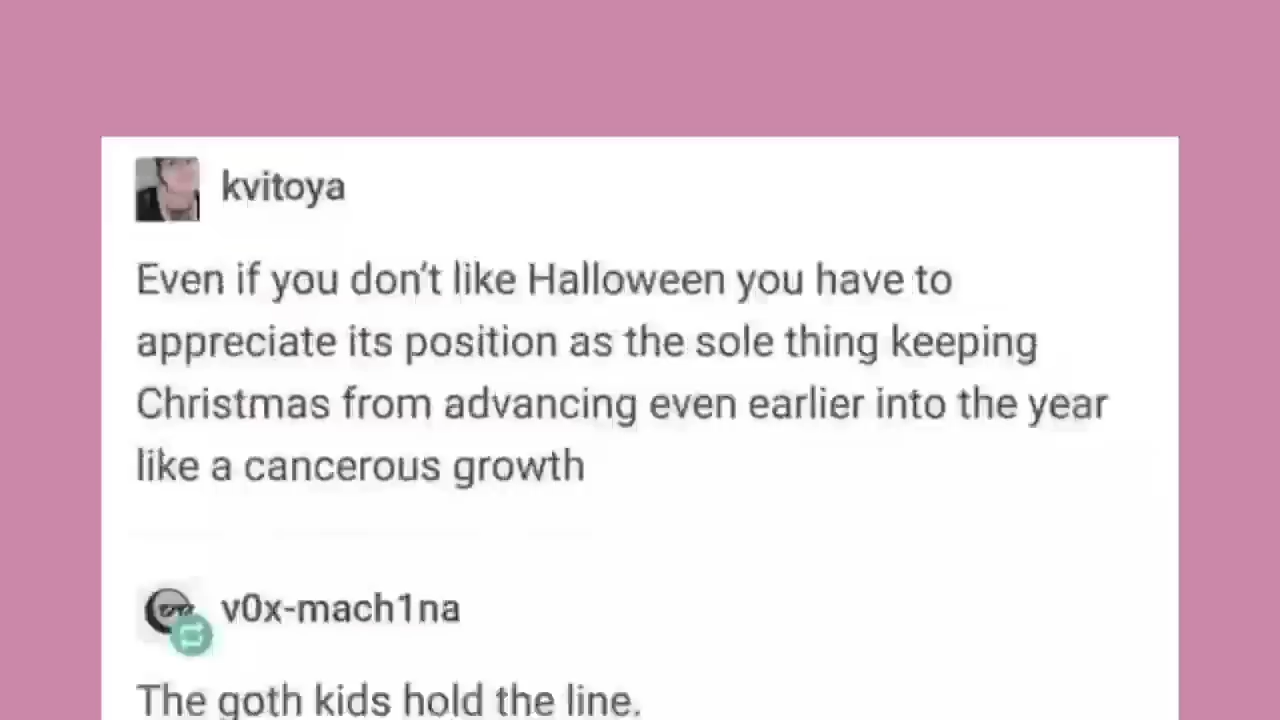 kvitoya
Even if you don't like Halloween you have to
appreciate its position as the sole thing keeping
Christmas from advancing even earlier into the year
like a cancerous growth
v0x-mach1na
The goth kids hold the line.